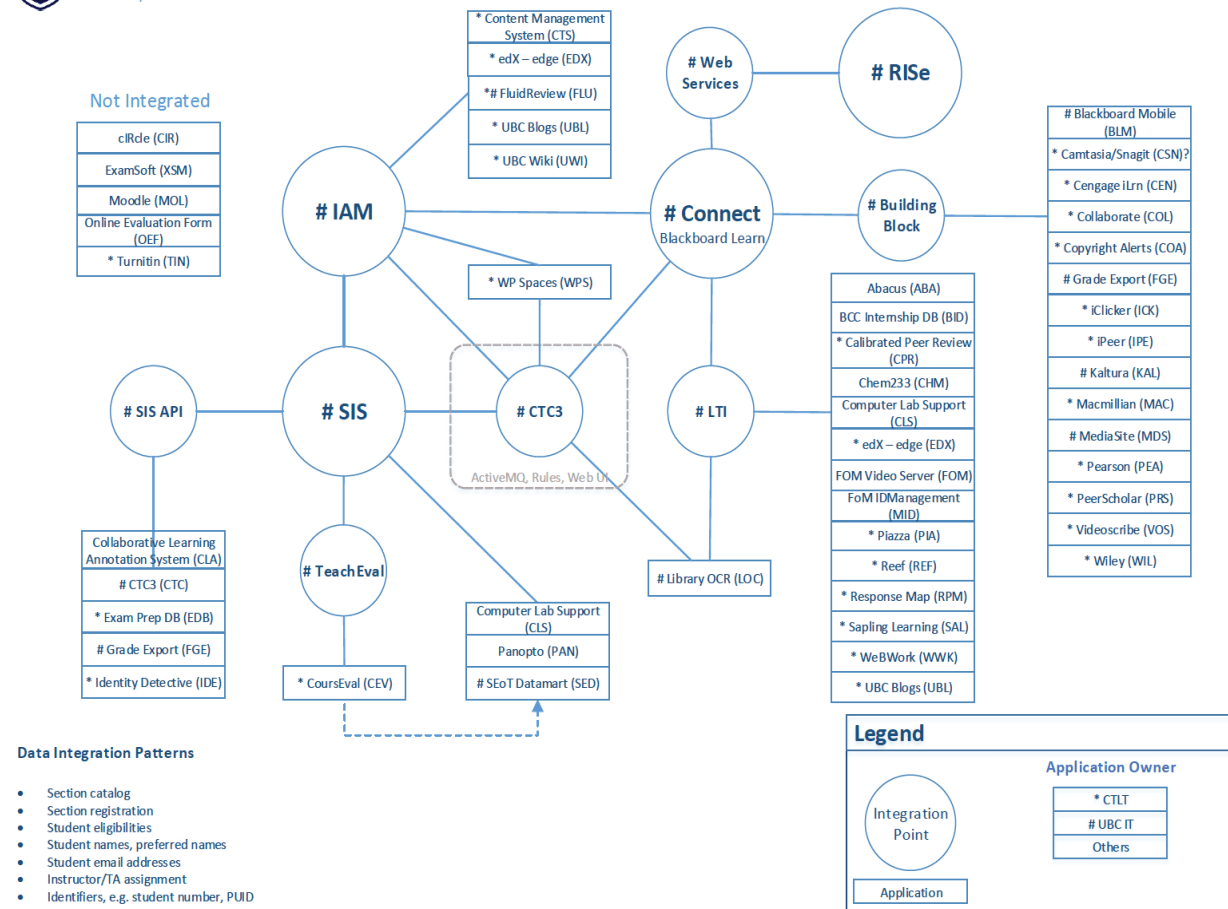 * Content Management
System (CTS)
* edX – edge (EDX)
*# FluidReview (FLU)
* UBC Blogs (UBL)
* UBC Wiki (UWI)
# Web
Services
# RISe
Not Integrated
cIRcle (CIR)
ExamSoft (XSM)
Moodle (MOL)
Online Evaluation Form
(OEF)
* Turnitin (TIN)
# IAM
# Connect
Blackboard Learn
# Building
Block
# Blackboard Mobile
(BLM)
* Camtasia/Snagit (CSN)?
* Cengage iLrn (CEN)
* Collaborate (COL)
* Copyright Alerts (COA)
# Grade Export (FGE)
* iClicker (ICK)
* iPeer (IPE)
# Kaltura (KAL)
* Macmillian (MAC)
# MediaSite (MDS)
* Pearson (PEA)
* PeerScholar (PRS)
* Videoscribe (VOS)
* Wiley (WIL)
* WP Spaces (WPS)
Abacus (ABA)
BCC Internship DB (BID)
* Calibrated Peer Review
(CPR)
Chem233 (CHM)
Computer Lab Support
(CLS)
* edX – edge (EDX)
FOM Video Server (FOM)
FoM IDManagement
(MID)
* Piazza (PIA)
* Reef (REF)
* Response Map (RPM)
* Sapling Learning (SAL)
* WeBWork (WWK)
* UBC Blogs (UBL)
# SIS API
# SIS
# CTC3
ActiveMQ, Rules, Web UI
# LTI
Collaborative Learning
Annotation System (CLA)
# CTC3 (CTC)
* Exam Prep DB (EDB)
# Grade Export (FGE)
* Identity Detective (IDE)
# TeachEval
# Library OCR (LOC)
Computer Lab Support
(CLS)
Panopto (PAN)
# SEoT Datamart (SED)
* CoursEval (CEV)
Data Integration Patterns
• Section catalog
• Section registration
• Student eligibilities
• Student names, preferred names
• Student email addresses
• Instructor/TA assignment
• Identifiers, e.g. student number, PUID
Legend
Integration
Point
Application
Application Owner
* CTLT
# UBC IT
Others